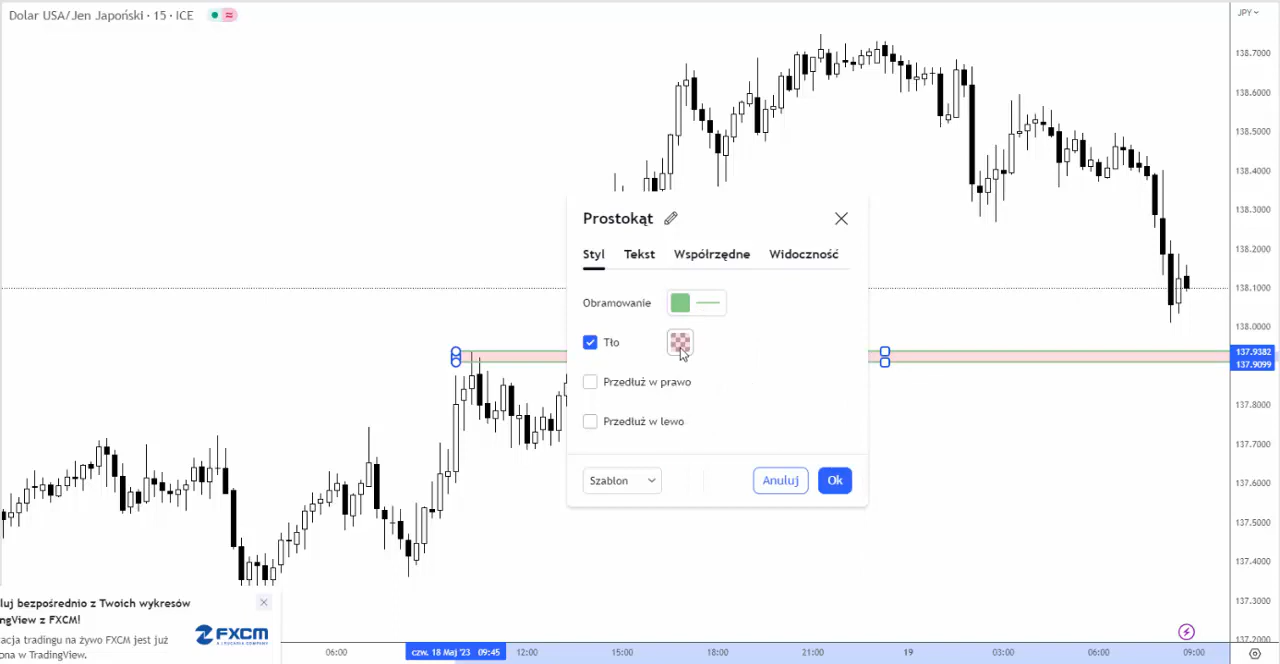 Dolar USA/Jen Japoński · 15 · ICE
JPY
138.7000
138.6000
138.5000
138.4000
138.3000
138.2000
138.1000
138.0000
137.9382
137.9099
137.8000
137.7000
137.6000
137.5000
137.4000
137.3000
137.2000
Prostokąt
Styl Tekst Współrzędne Widoczność
Obramowanie
Tło
Przedłuż w prawo
Przedłuż w lewo
Szablon Anuluj Ok
luj bezpośrednio z Twoich wykresów
ngView z FXCM!
acja tradingu na żywo FXCM jest już
ona w TradingView.
FXCM
06:00 czw. 18 Maj '23 09:45 12:00 15:00 18:00 21:00 19 03:00 06:00 09:00